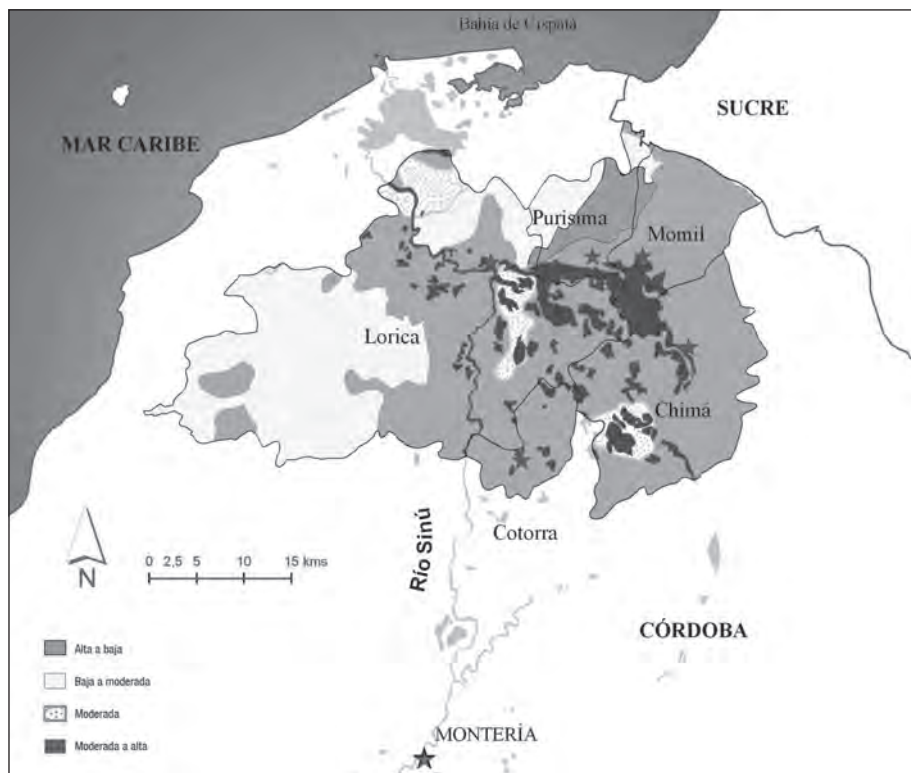 Bahía de Cispatá
SUCRE
MAR CARIBE
Purísima
Momil
Lorica
Chimá
Río Sinú
Cotorra
N
0 2,5 5 10 15 kms
CÓRDOBA
Alta a baja
Baja a moderada
Moderada
Moderada a alta
MONTERÍA